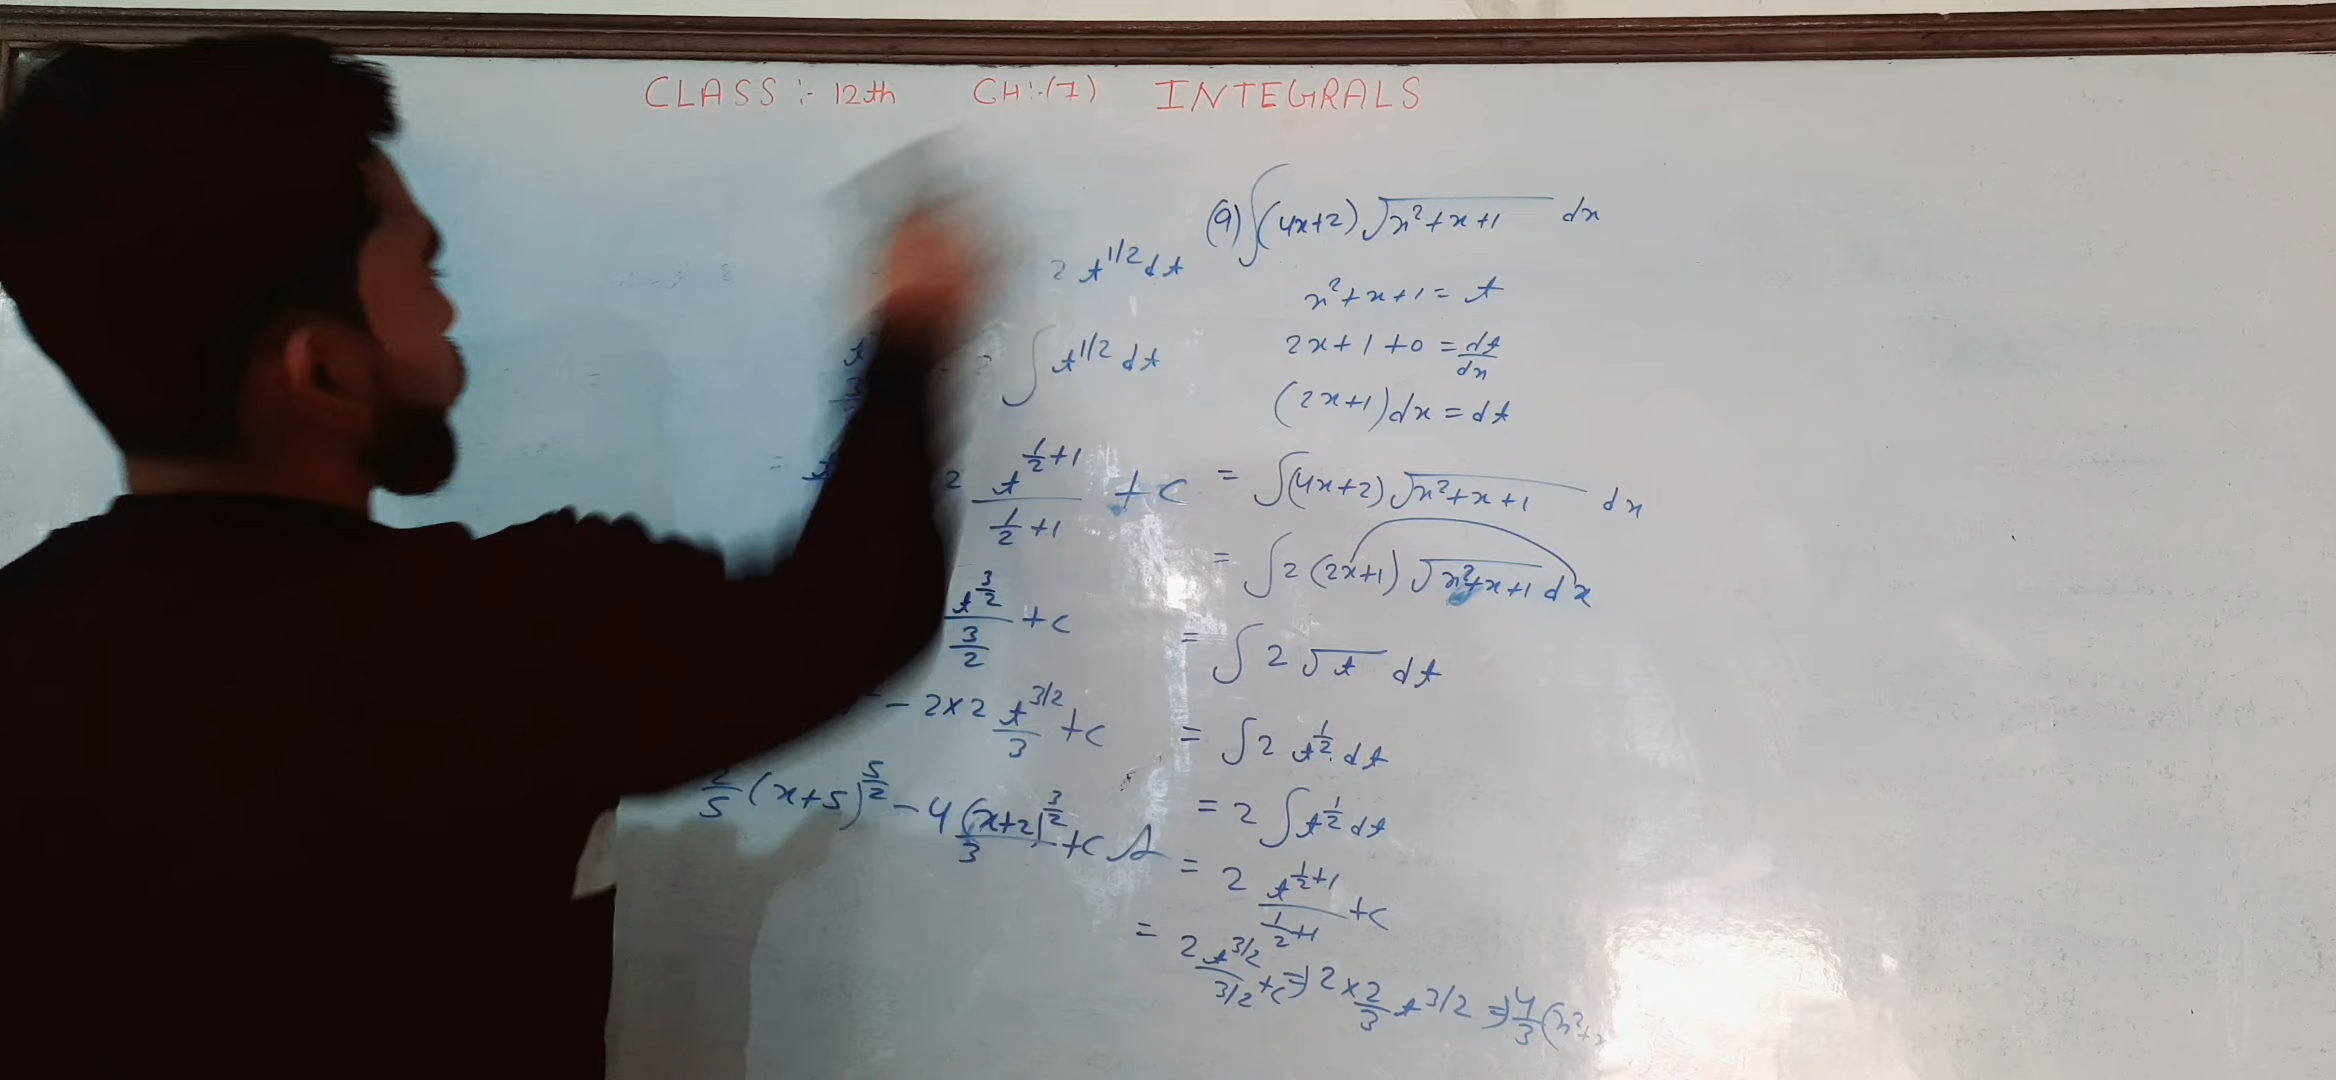 CLASS :- 12th CH:-(7) INTEGRALS
2 t^{1/2} dt
∫ t^{1/2} dt
2 t^{1/2+1}/(1/2+1) + c
t^{3/2}/(3/2) + c
- 2×2 t^{3/2}/3 + c
2/5 (x+5)^{5/2} - 4 (x+2)^{3/2}/3 + c
(9) ∫(4x+2) √(x²+x+1) dx
x²+x+1 = t
2x+1+0 = dt/dx
(2x+1)dx = dt
= ∫(4x+2) √(x²+x+1) dx
= ∫2 (2x+1) √(x²+x+1) dx
= ∫ 2 √t dt
= ∫2 t^{1/2} dt
= 2 ∫t^{1/2} dt
= 2 t^{1/2+1}/(1/2+1) + c
= 2 t^{3/2}/(3/2) + c ⇒ 2 × 2/3 t^{3/2} ⇒ 4/3 (x²+